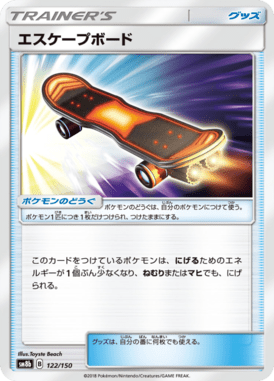 TRAINER'S
グッズ
エスケープボード
ポケモンのどうぐ
ポケモンのどうぐは、自分のポケモンにつけて使う。
ポケモン1匹につき1枚だけつけられ、つけたままにする。
このカードをつけているポケモンは、にげるためのエネ
ルギーが1個ぶん少なくなり、ねむりまたはマヒでも、にげ
られる。
Illus. Toyste Beach
SM8b 122/150
グッズは、自分の番に何枚でも使える。
©2018 Pokémon/Nintendo/Creatures/GAME FREAK.